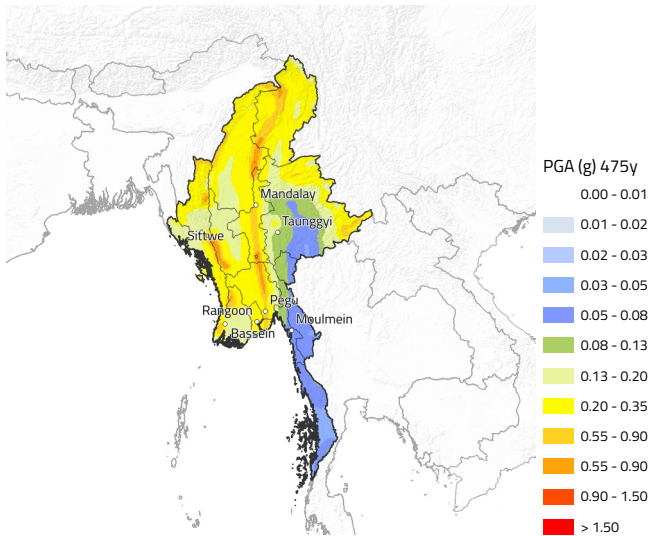 Mandalay
Taunggyi
Sittwe
Pegu
Rangoon
Moulmein
Bassein
PGA (g) 475y
0.00 - 0.01
0.01 - 0.02
0.02 - 0.03
0.03 - 0.05
0.05 - 0.08
0.08 - 0.13
0.13 - 0.20
0.20 - 0.35
0.55 - 0.90
0.55 - 0.90
0.90 - 1.50
> 1.50